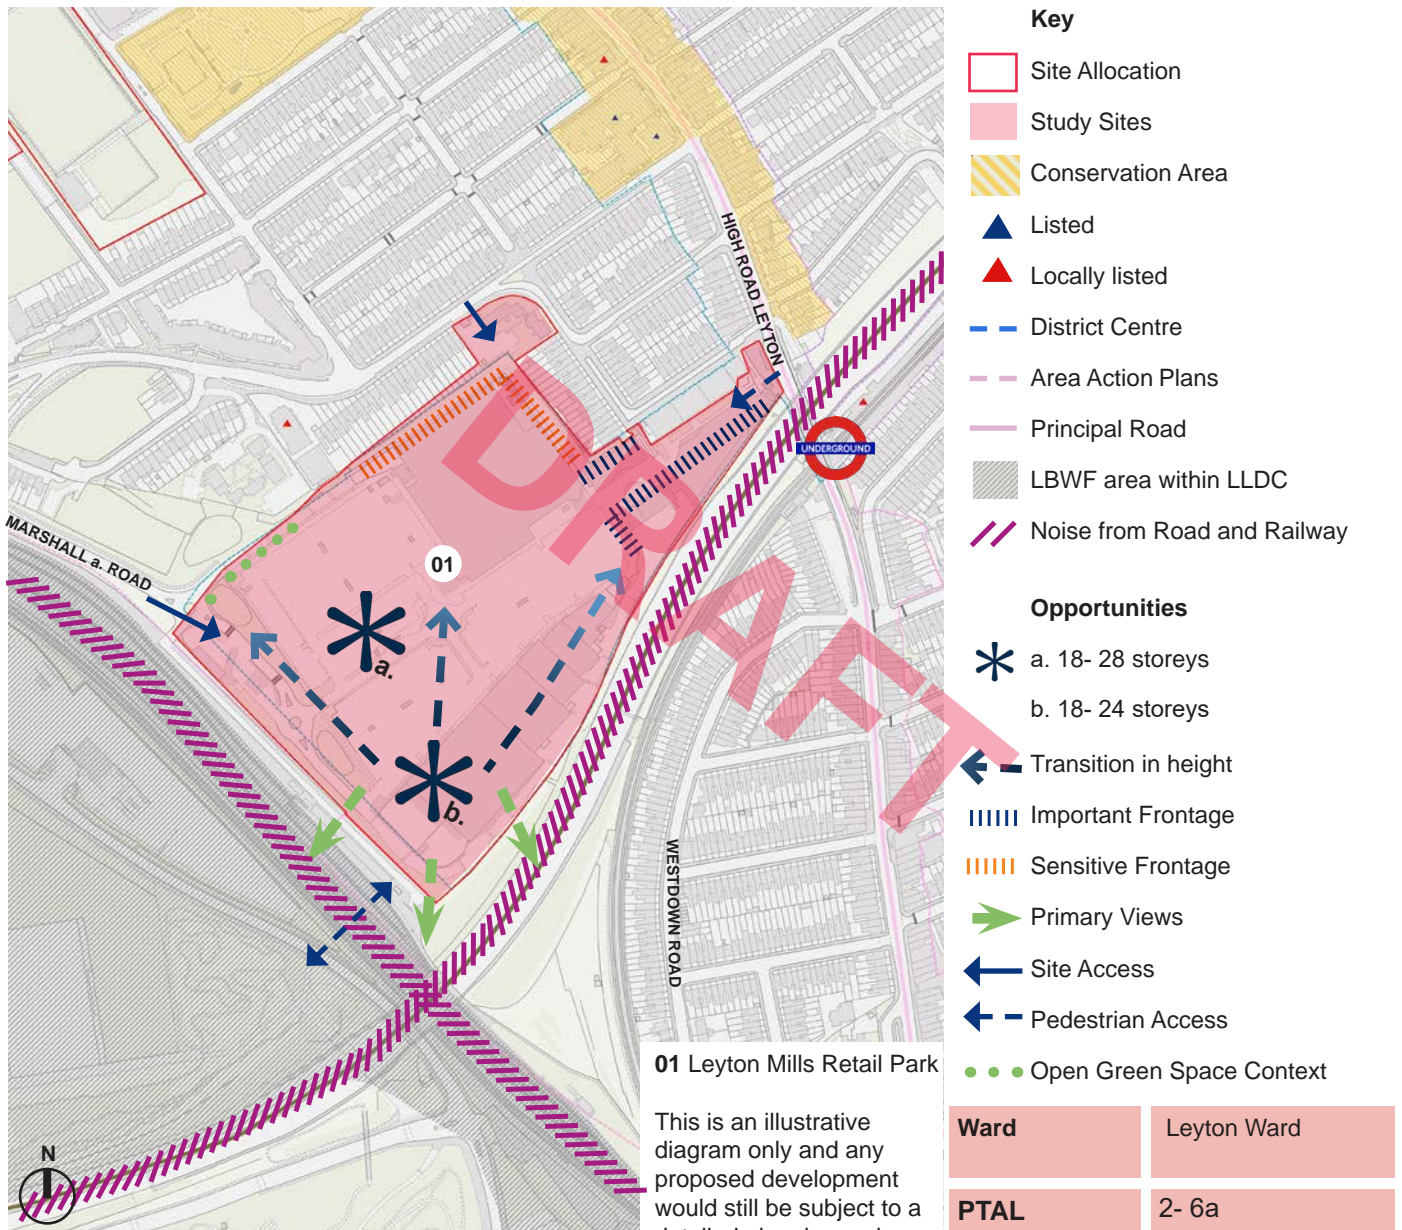 Key
Site Allocation
Study Sites
Conservation Area
Listed
Locally listed
District Centre
Area Action Plans
Principal Road
LBWF area within LLDC
Noise from Road and Railway
Opportunities
a. 18- 28 storeys
b. 18- 24 storeys
Transition in height
Important Frontage
Sensitive Frontage
Primary Views
Site Access
Pedestrian Access
Open Green Space Context
HIGH ROAD LEYTON
UNDERGROUND
MARSHALL a. ROAD
01
a.
b.
WESTDOWN ROAD
DRAFT
N
01 Leyton Mills Retail Park
This is an illustrative
diagram only and any
proposed development
would still be subject to a
Ward
Leyton Ward
PTAL
2- 6a